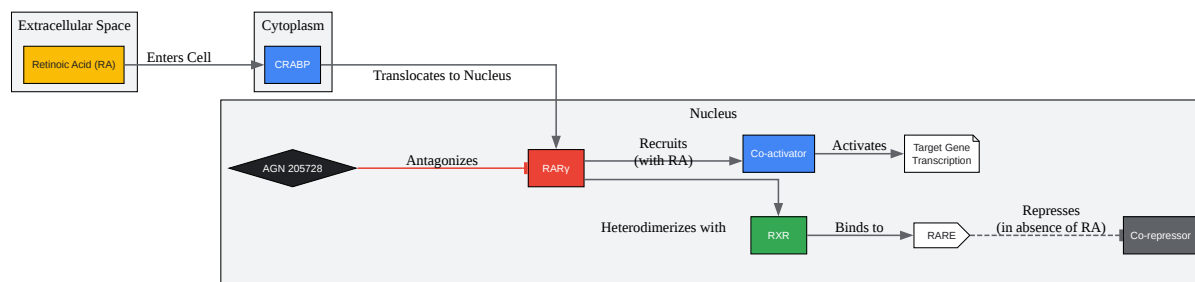 Extracellular Space
Cytoplasm
Retinoic Acid (RA)
Enters Cell
CRABP
Translocates to Nucleus
Nucleus
AGN 205728
Antagonizes
RARγ
Recruits
(with RA)
Co-activator
Activates
Target Gene
Transcription
Heterodimerizes with
RXR
Binds to
RARE
Represses
(in absence of RA)
Co-repressor